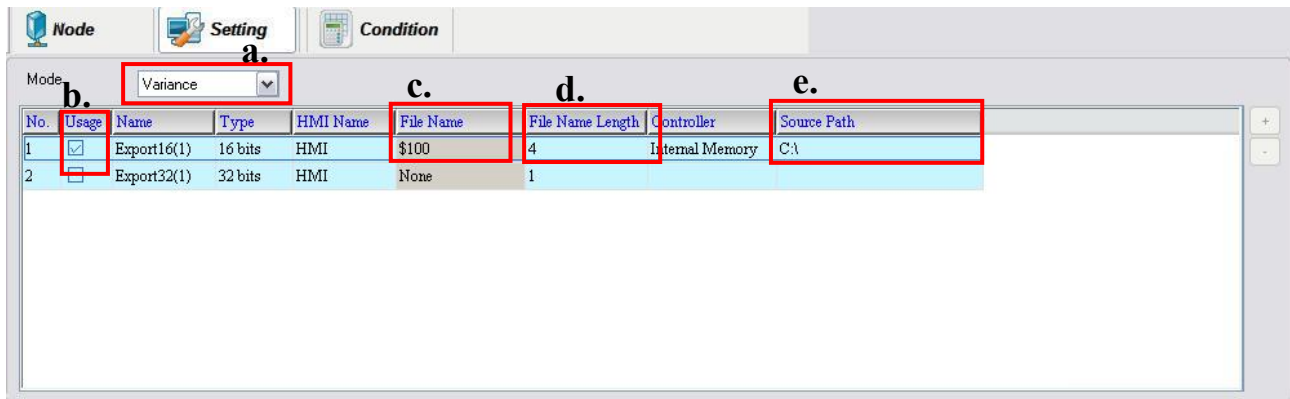 Node Setting Condition
a.
Mode Variance
b. c. d. e.
No. Usage Name Type HMI Name File Name File Name Length Controller Source Path
1 Export16(1) 16 bits HMI $100 4 Internal Memory C:\
2 Export32(1) 32 bits HMI None 1
+
-